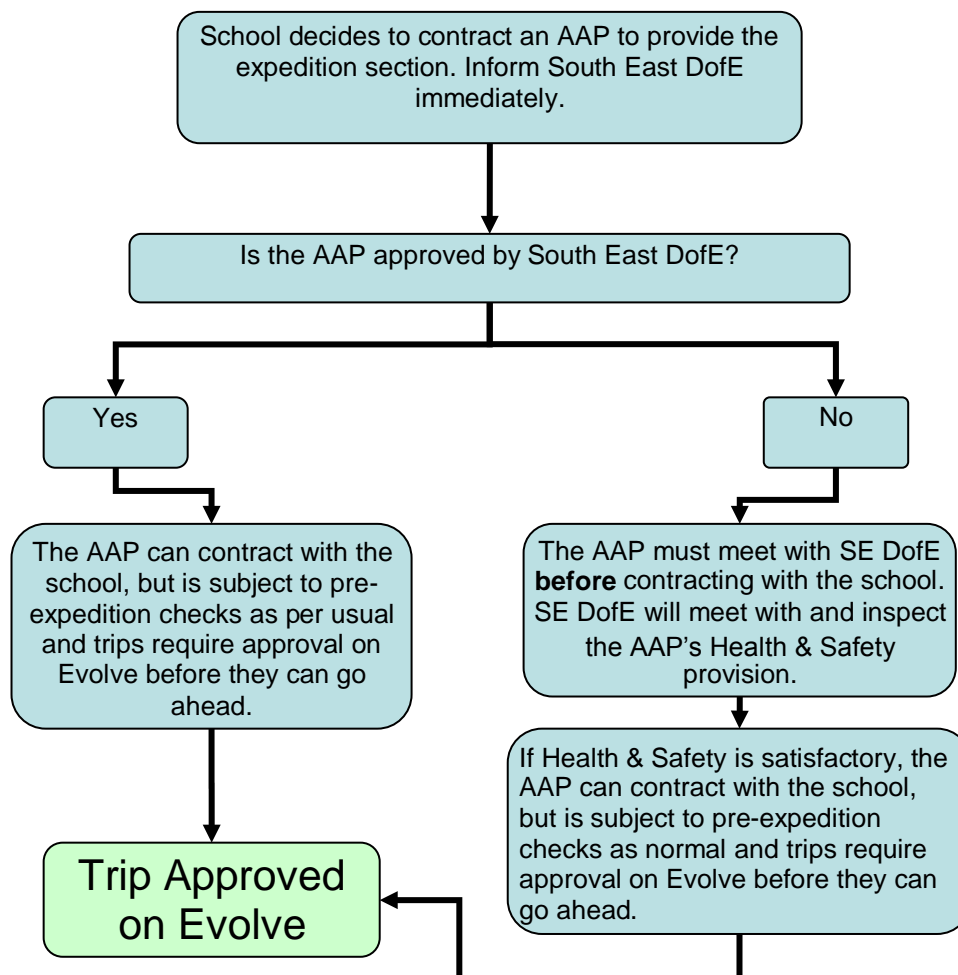 School decides to contract an AAP to provide the
expedition section. Inform South East DofE
immediately.
Is the AAP approved by South East DofE?
Yes
No
The AAP can contract with the
school, but is subject to pre-
expedition checks as per usual
and trips require approval on
Evolve before they can go
ahead.
The AAP must meet with SE DofE
before contracting with the school.
SE DofE will meet with and inspect
the AAP’s Health & Safety
provision.
If Health & Safety is satisfactory, the
AAP can contract with the school,
but is subject to pre-expedition
checks as normal and trips require
approval on Evolve before they can
go ahead.
Trip Approved
on Evolve